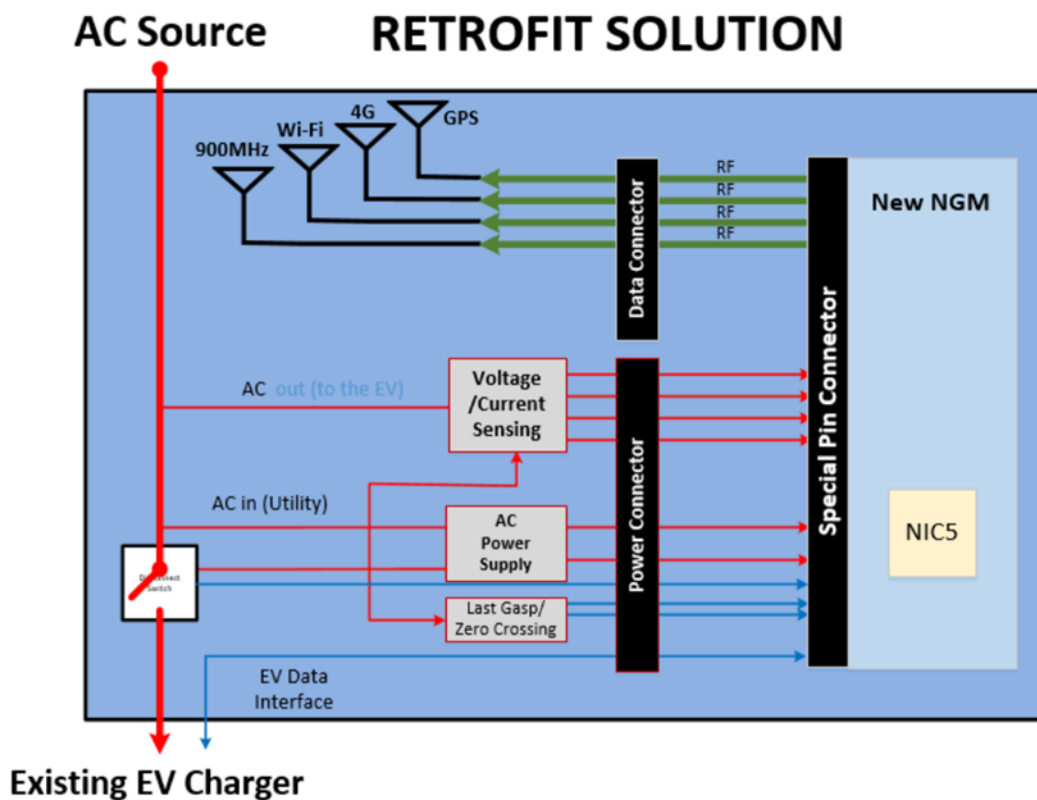 AC Source
RETROFIT SOLUTION
GPS
4G
Wi-Fi
900MHz
RF
RF
RF
RF
Data Connector
New NGM
Special Pin Connector
AC out (to the EV)
Voltage
/Current
Sensing
Power Connector
AC in (Utility)
AC
Power
Supply
NIC5
Switch
Last Gasp/
Zero Crossing
EV Data
Interface
Existing EV Charger